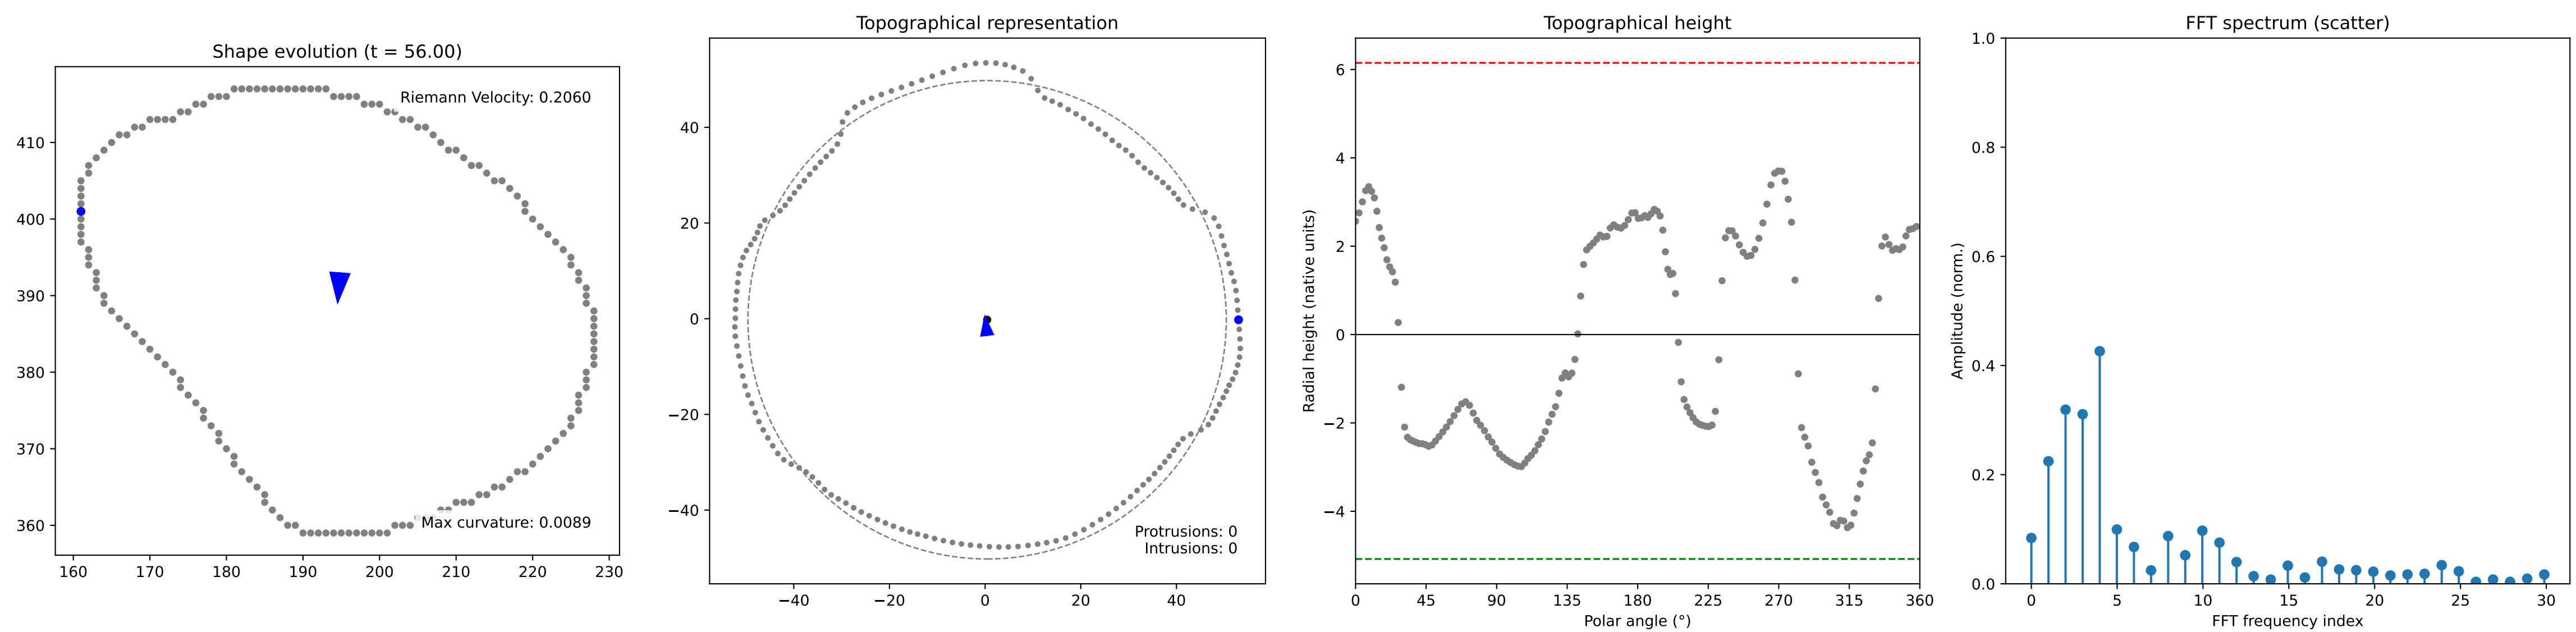 Shape evolution (t = 56.00)
Riemann Velocity: 0.2060
Max curvature: 0.0089
410
400
390
380
370
360
160 170 180 190 200 210 220 230
Topographical representation
40
20
0
−20
−40
−40 −20 0 20 40
Protrusions: 0
Intrusions: 0
Topographical height
Radial height (native units)
6
4
2
0
−2
−4
0 45 90 135 180 225 270 315 360
Polar angle (°)
FFT spectrum (scatter)
Amplitude (norm.)
1.0
0.8
0.6
0.4
0.2
0.0
0 5 10 15 20 25 30
FFT frequency index